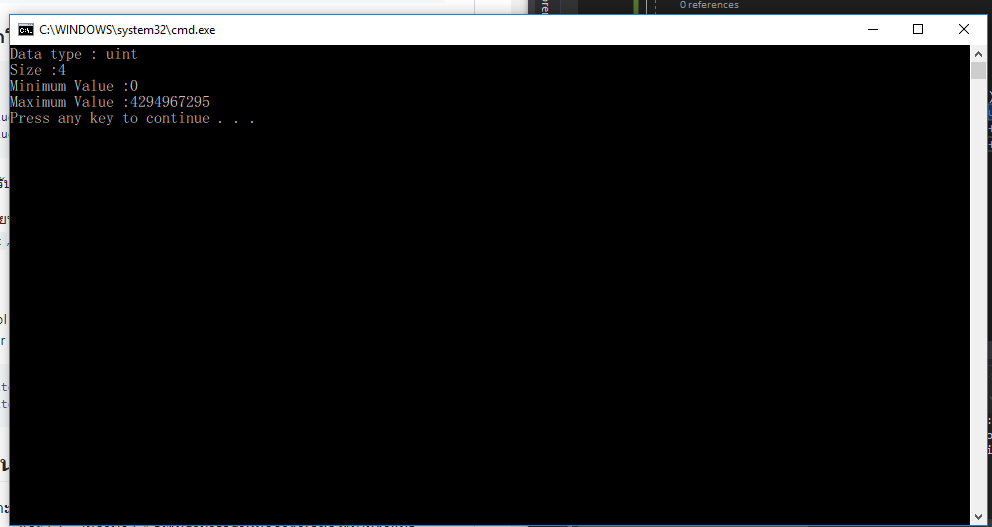 0 references
C:\WINDOWS\system32\cmd.exe
Data type : uint
Size :4
Minimum Value :0
Maximum Value :4294967295
Press any key to continue . . .